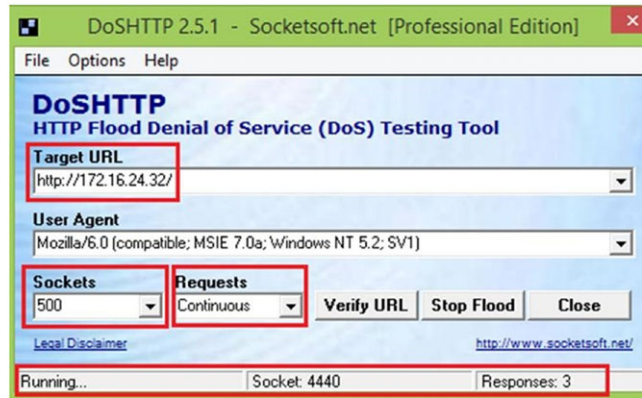 DoSHTTP 2.5.1 - Socketsoft.net [Professional Edition]
File Options Help
DoSHTTP
HTTP Flood Denial of Service (DoS) Testing Tool
Target URL
http://172.16.24.32/
User Agent
Mozilla/6.0 (compatible; MSIE 7.0a; Windows NT 5.2; SV1)
Sockets Requests
500 Continuous Verify URL Stop Flood Close
Legal Disclaimer http://www.socketsoft.net/
Running... Socket: 4440 Responses: 3